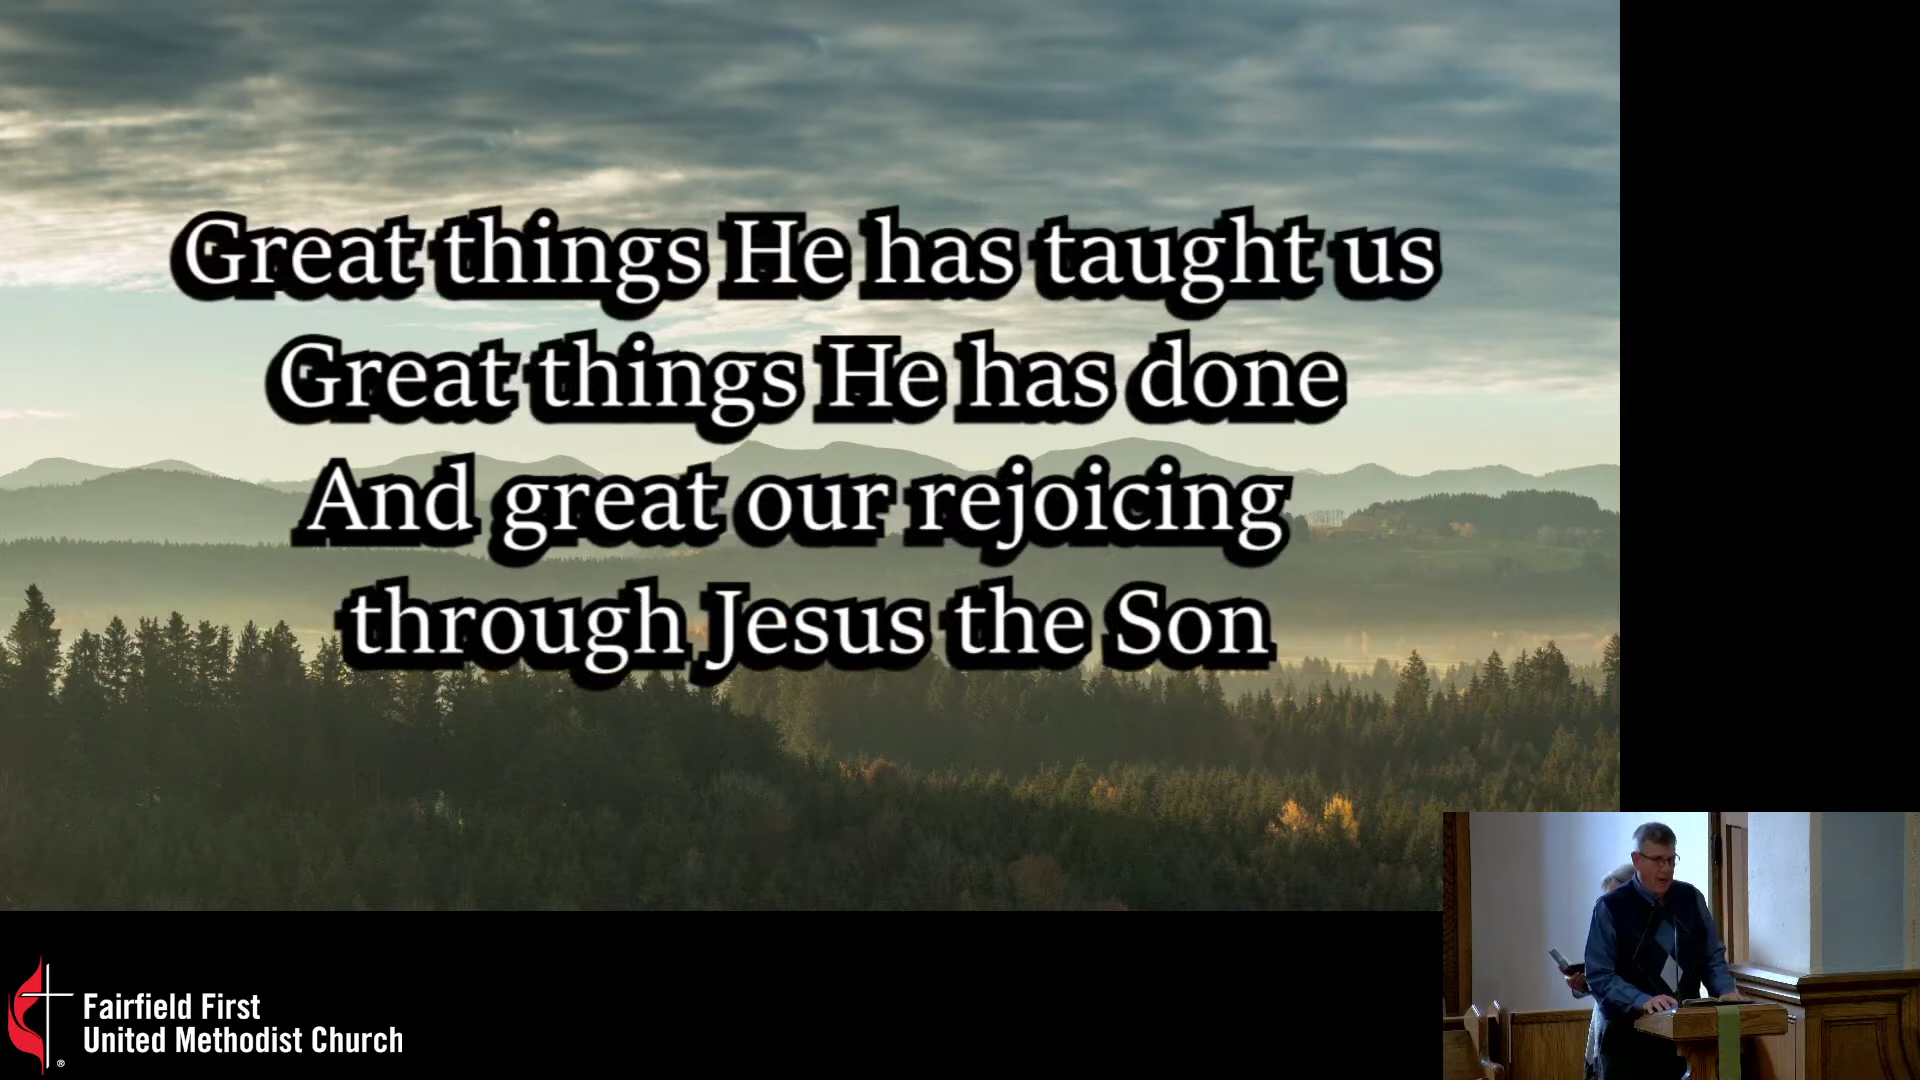 Great things He has taught us
Great things He has done
And great our rejoicing
through Jesus the Son
Fairfield First
United Methodist Church
®